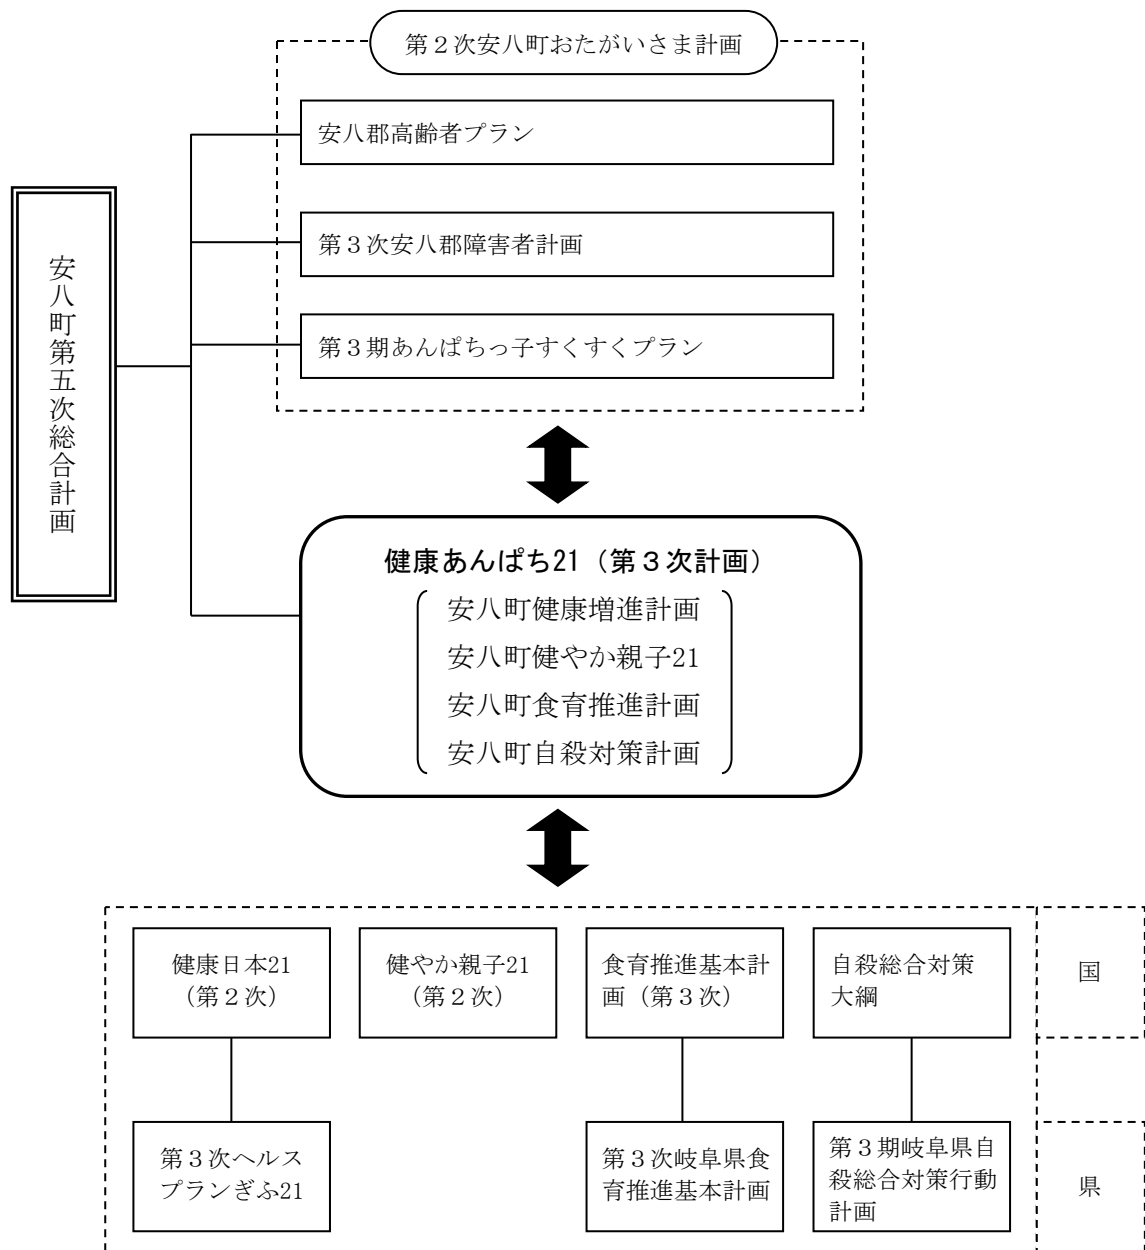 第２次安八町おたがいさま計画
安八郡高齢者プラン
第３次安八郡障害者計画
第３期あんぱちっ子すくすくプラン
安八町第五次総合計画
健康あんぱち21（第３次計画）
安八町健康増進計画
安八町健やか親子21
安八町食育推進計画
安八町自殺対策計画
健康日本21
（第２次）
健やか親子21
（第２次）
食育推進基本計
画（第３次）
自殺総合対策
大綱
国
第３次ヘルス
プランぎふ21
第３次岐阜県食
育推進基本計画
第３期岐阜県自
殺総合対策行動
計画
県